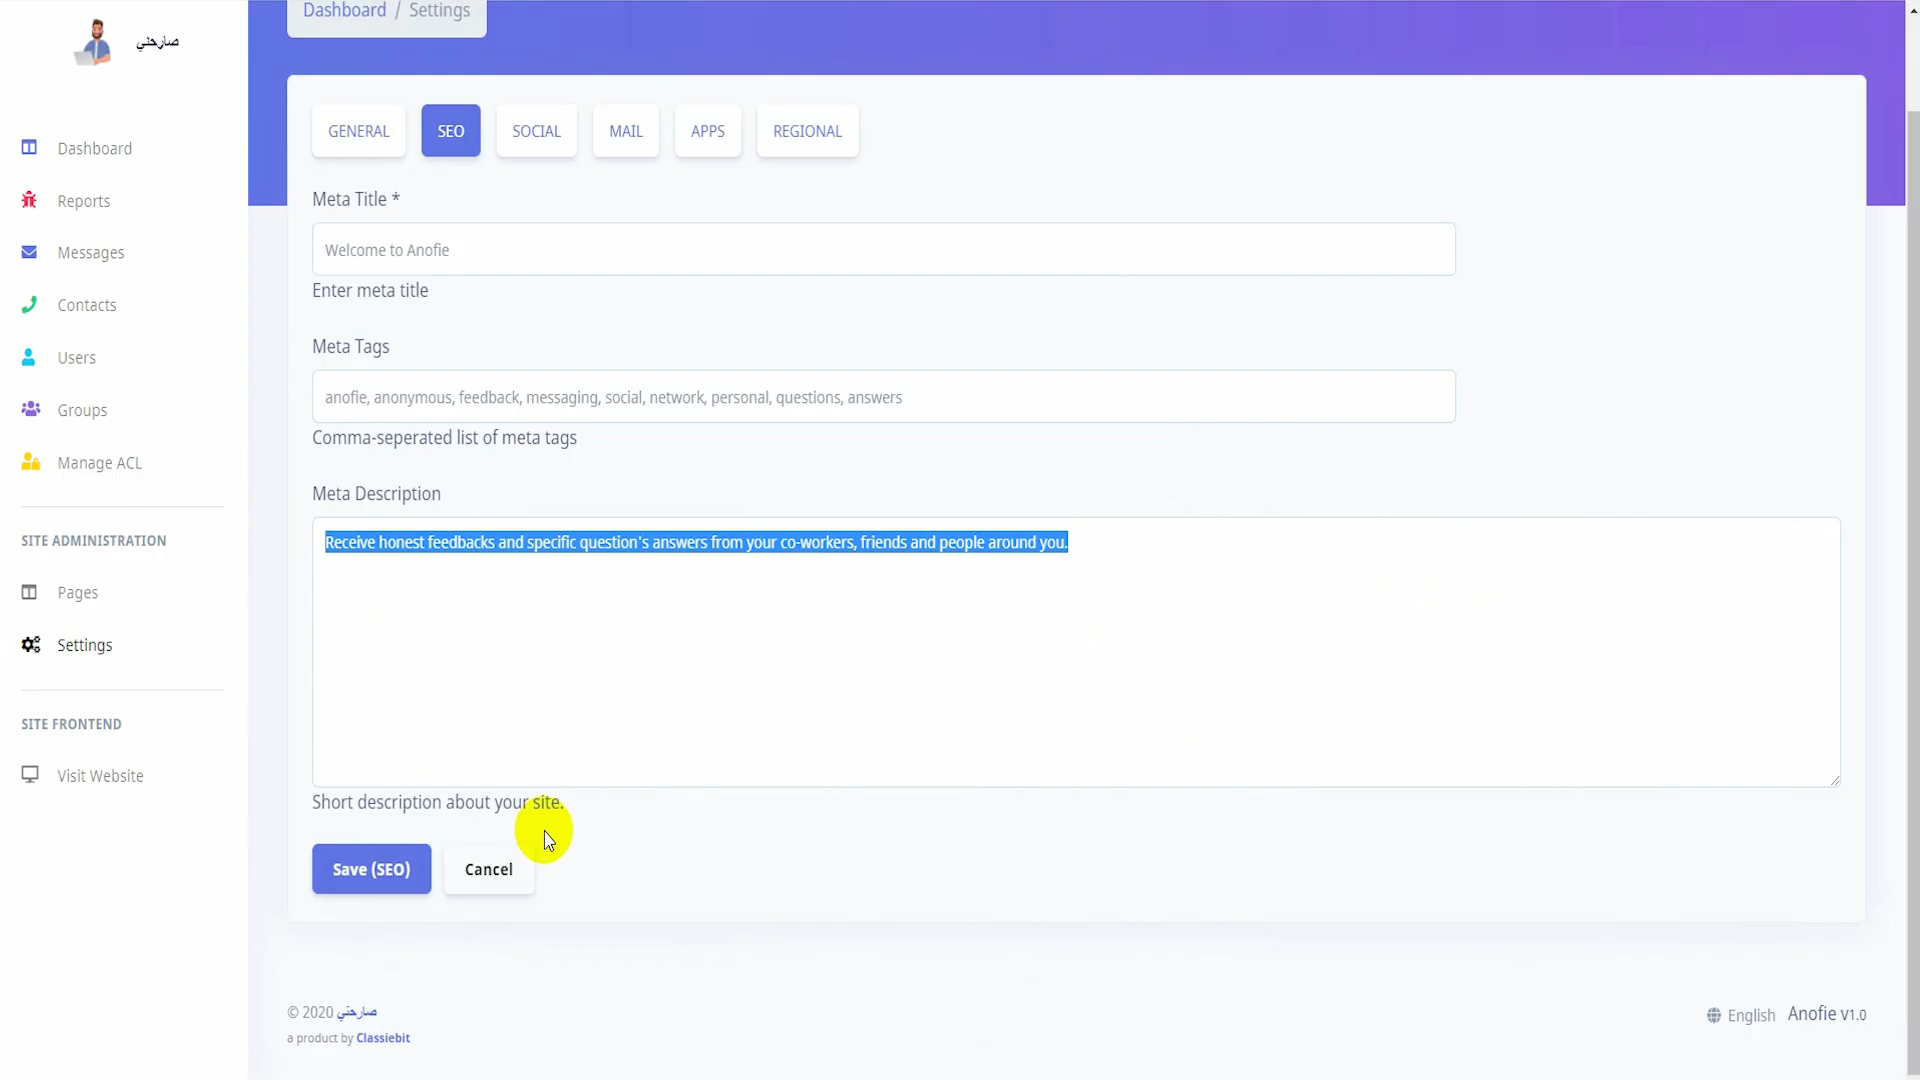 صارحني
Dashboard
Reports
Messages
Contacts
Users
Groups
Manage ACL
SITE ADMINISTRATION
Pages
Settings
SITE FRONTEND
Visit Website
Dashboard / Settings
GENERAL SEO SOCIAL MAIL APPS REGIONAL
Meta Title *
Welcome to Anofie
Enter meta title
Meta Tags
anofie, anonymous, feedback, messaging, social, network, personal, questions, answers
Comma-seperated list of meta tags
Meta Description
Receive honest feedbacks and specific question's answers from your co-workers, friends and people around you.
Short description about your site.
Save (SEO) Cancel
© 2020 صارحني
a product by Classiebit
English Anofie v1.0